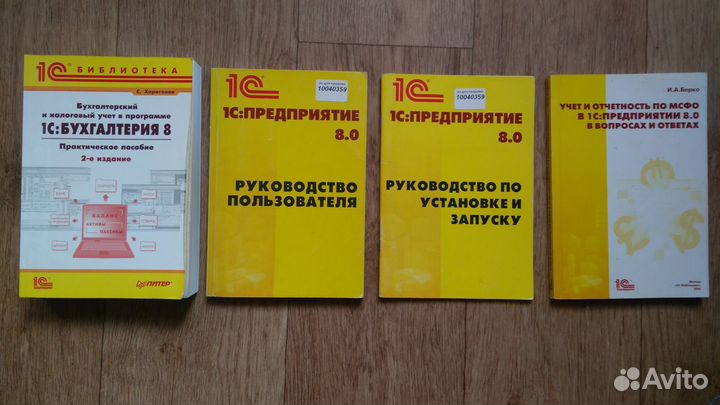 1С БИБЛИОТЕКА
С. Харитонов
Бухгалтерский
и налоговый учет в программе
1С:БУХГАЛТЕРИЯ 8
Практическое пособие
2-е издание
БАЛАНС
АКТИВЫ
ПАССИВЫ
1С
ПИТЕР
1С
10040359
1С:ПРЕДПРИЯТИЕ
8.0
РУКОВОДСТВО
ПОЛЬЗОВАТЕЛЯ
1С
10040359
1С:ПРЕДПРИЯТИЕ
8.0
РУКОВОДСТВО ПО
УСТАНОВКЕ И
ЗАПУСКУ
И.А.Берко
УЧЕТ И ОТЧЕТНОСТЬ ПО МСФО
В 1С:ПРЕДПРИЯТИИ 8.0
В ВОПРОСАХ И ОТВЕТАХ
1С
Avito